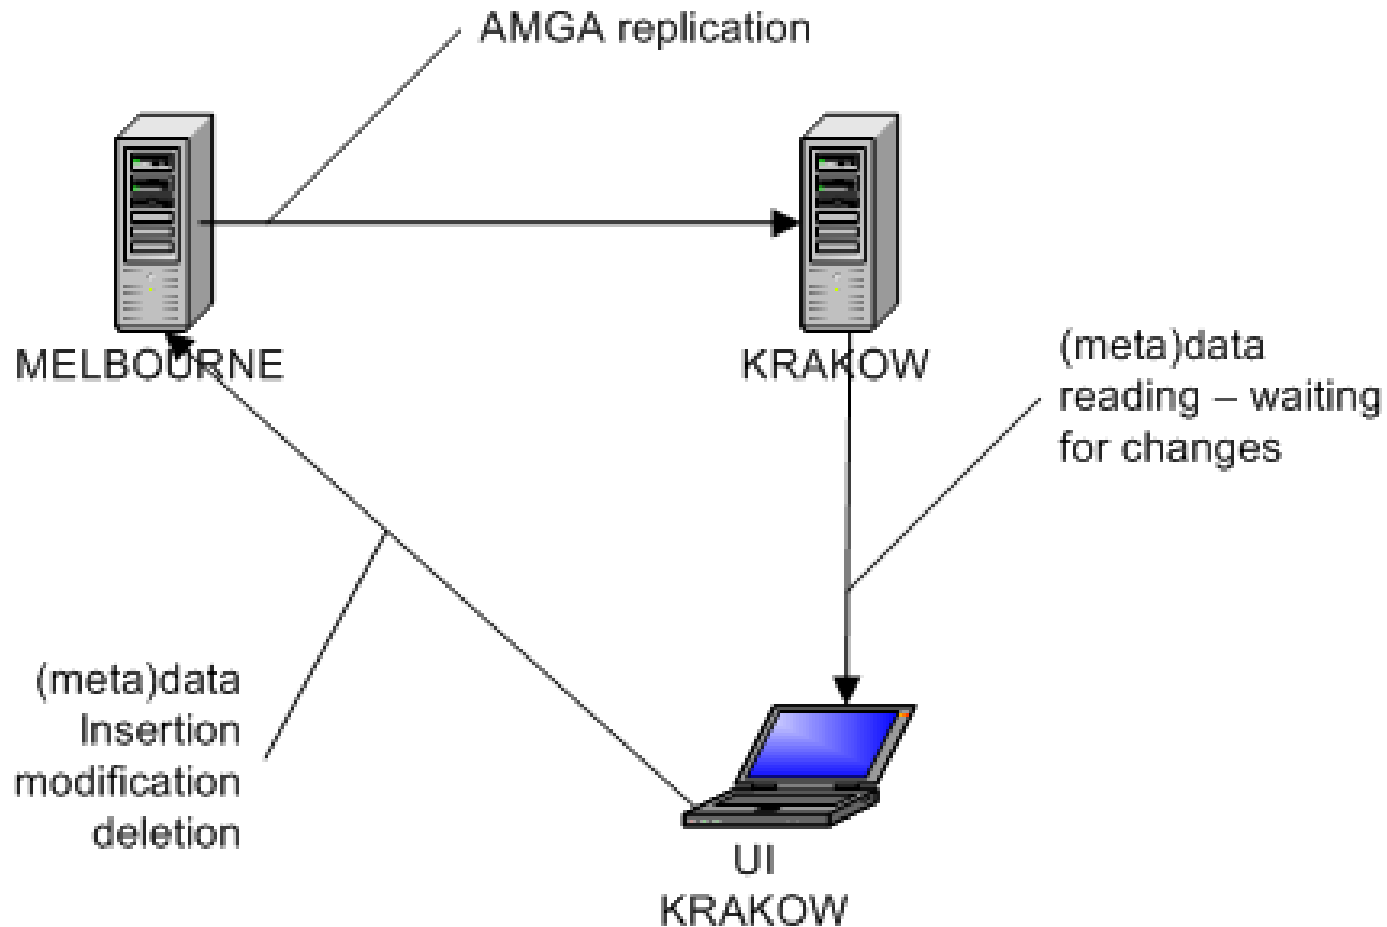 AMGA replication
MELBOURNE
KRAKOW
(meta)data
reading – waiting
for changes
(meta)data
Insertion
modification
deletion
UI
KRAKOW